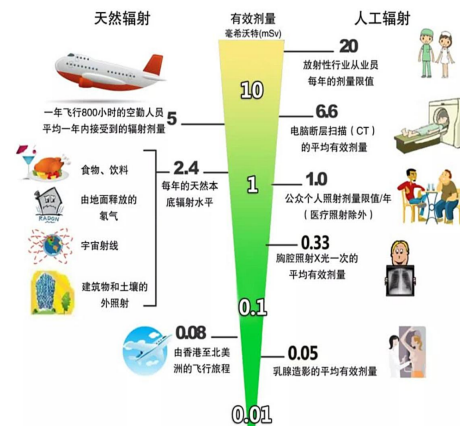 天然辐射
有效剂量
毫希沃特(mSv)
人工辐射
20
放射性行业从业员
每年的剂量限值
10
一年飞行800小时的空勤人员
平均一年内接受到的辐射剂量
5
6.6
电脑断层扫描（CT）
的平均有效剂量
食物、饮料
2.4
每年的天然本
底辐射水平
1
1.0
公众个人照射剂量限值/年
（医疗照射除外）
由地面释放的
氡气
RADON
宇宙射线
0.33
胸腔照射X光一次的
平均有效剂量
建筑物和土壤的
外照射
0.1
0.08
由香港至北美
洲的飞行旅程
0.05
乳腺造影的平均有效剂量
0.01